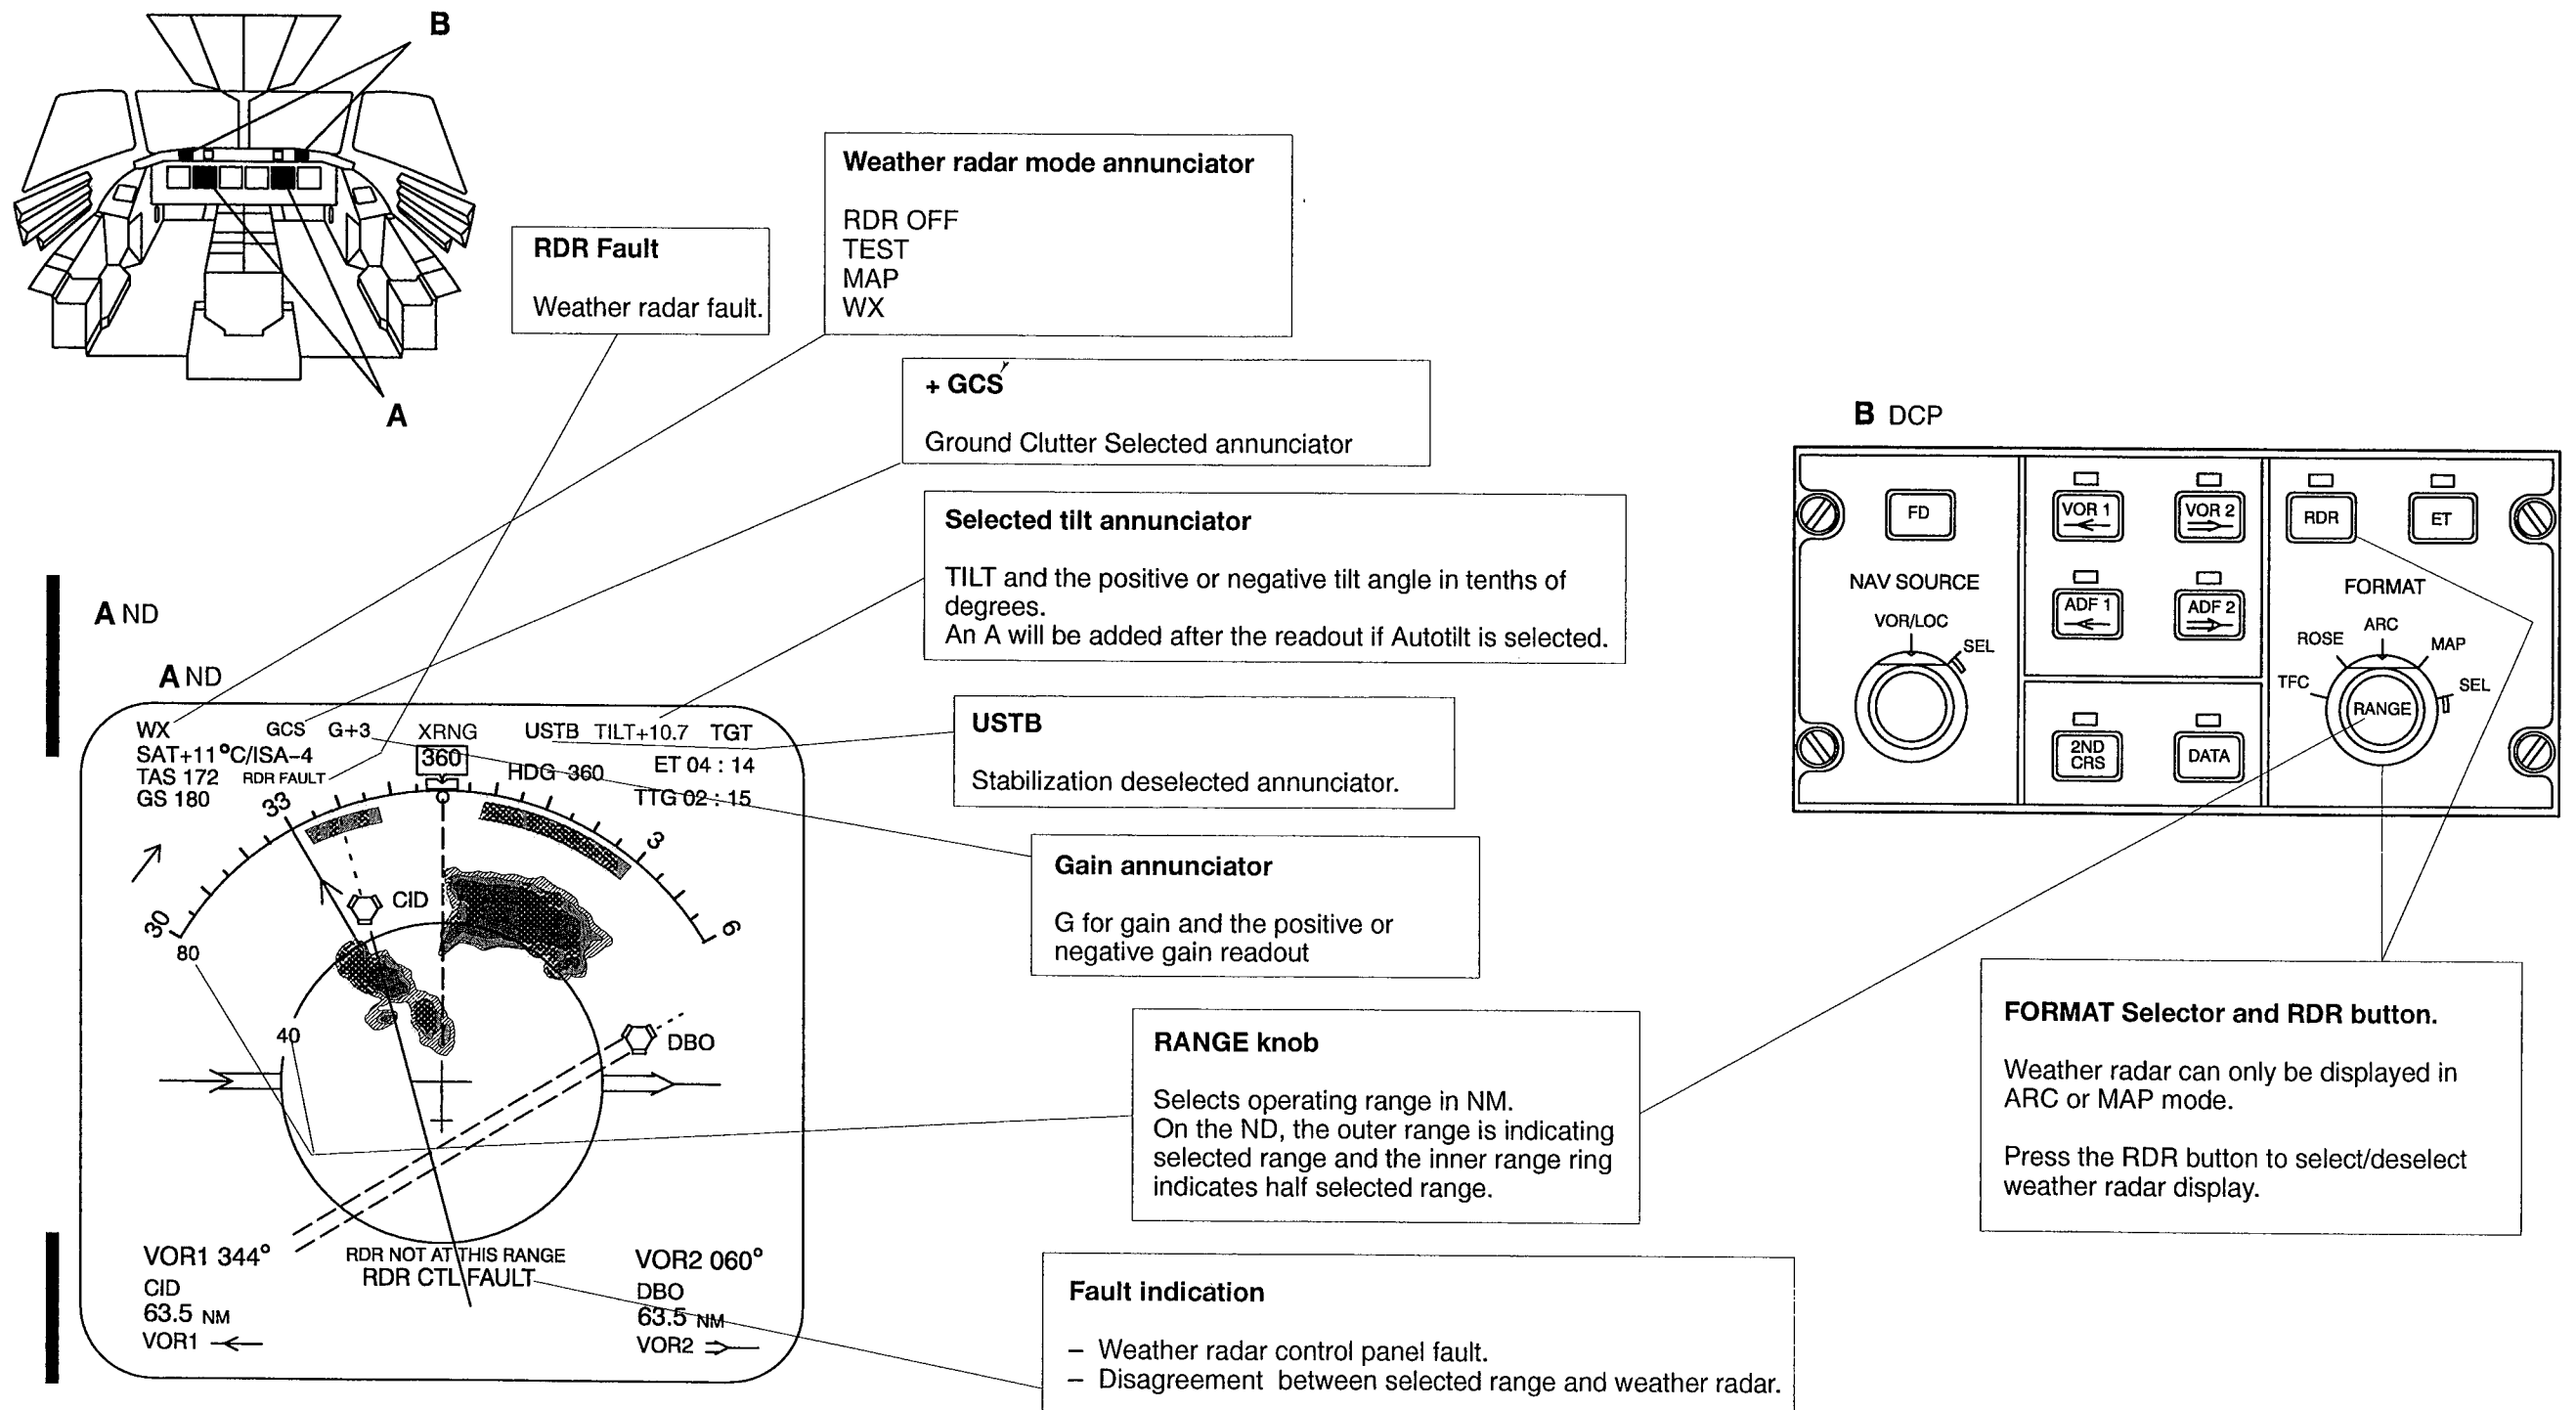 B
A
Weather radar mode annunciator
RDR OFF
TEST
MAP
WX
RDR Fault
Weather radar fault.
+ GCS
Ground Clutter Selected annunciator
Selected tilt annunciator
TILT and the positive or negative tilt angle in tenths of
degrees.
An A will be added after the readout if Autotilt is selected.
USTB
Stabilization deselected annunciator.
Gain annunciator
G for gain and the positive or
negative gain readout
RANGE knob
Selects operating range in NM.
On the ND, the outer range is indicating
selected range and the inner range ring
indicates half selected range.
Fault indication
– Weather radar control panel fault.
– Disagreement between selected range and weather radar.
A ND
A ND
WX GCS G+3 XRNG USTB TILT+10.7 TGT
SAT+11°C/ISA–4 360 ET 04 : 14
TAS 172 RDR FAULT HDG 360
GS 180 TTG 02 : 15
33
3
30
6
80
CID
40
DBO
VOR1 344° RDR NOT AT THIS RANGE VOR2 060°
RDR CTL FAULT
CID DBO
63.5 NM 63.5 NM
VOR1 VOR2
B DCP
FD
VOR 1 VOR 2
RDR ET
NAV SOURCE
VOR/LOC
SEL
ADF 1 ADF 2
FORMAT
ARC
ROSE MAP
TFC SEL
RANGE
2ND
CRS
DATA
FORMAT Selector and RDR button.
Weather radar can only be displayed in
ARC or MAP mode.
Press the RDR button to select/deselect
weather radar display.